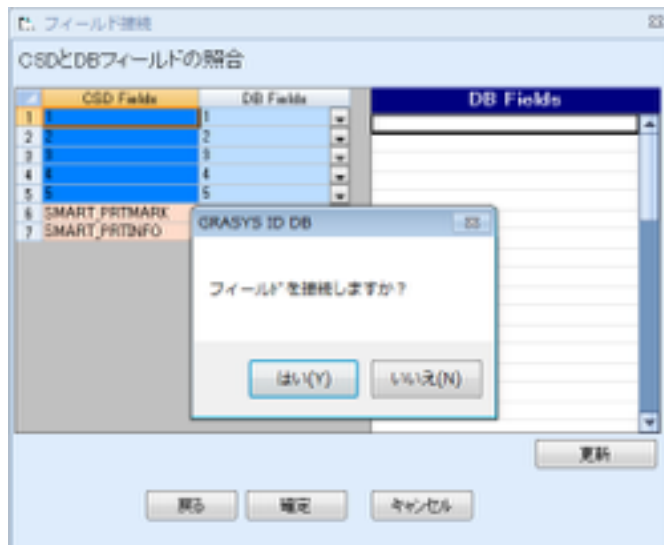 フィールド接続
CSDとDBフィールドの照合
CSD Fields DB Fields DB Fields
1 1 1
2 2 2
3 3 3
4 4 4
5 5 5
6 SMART_PRTMARK
7 SMART_PRTINFO
GRASYS ID DB
フィールドを接続しますか？
はい(Y) いいえ(N)
更新
戻る 確定 キャンセル